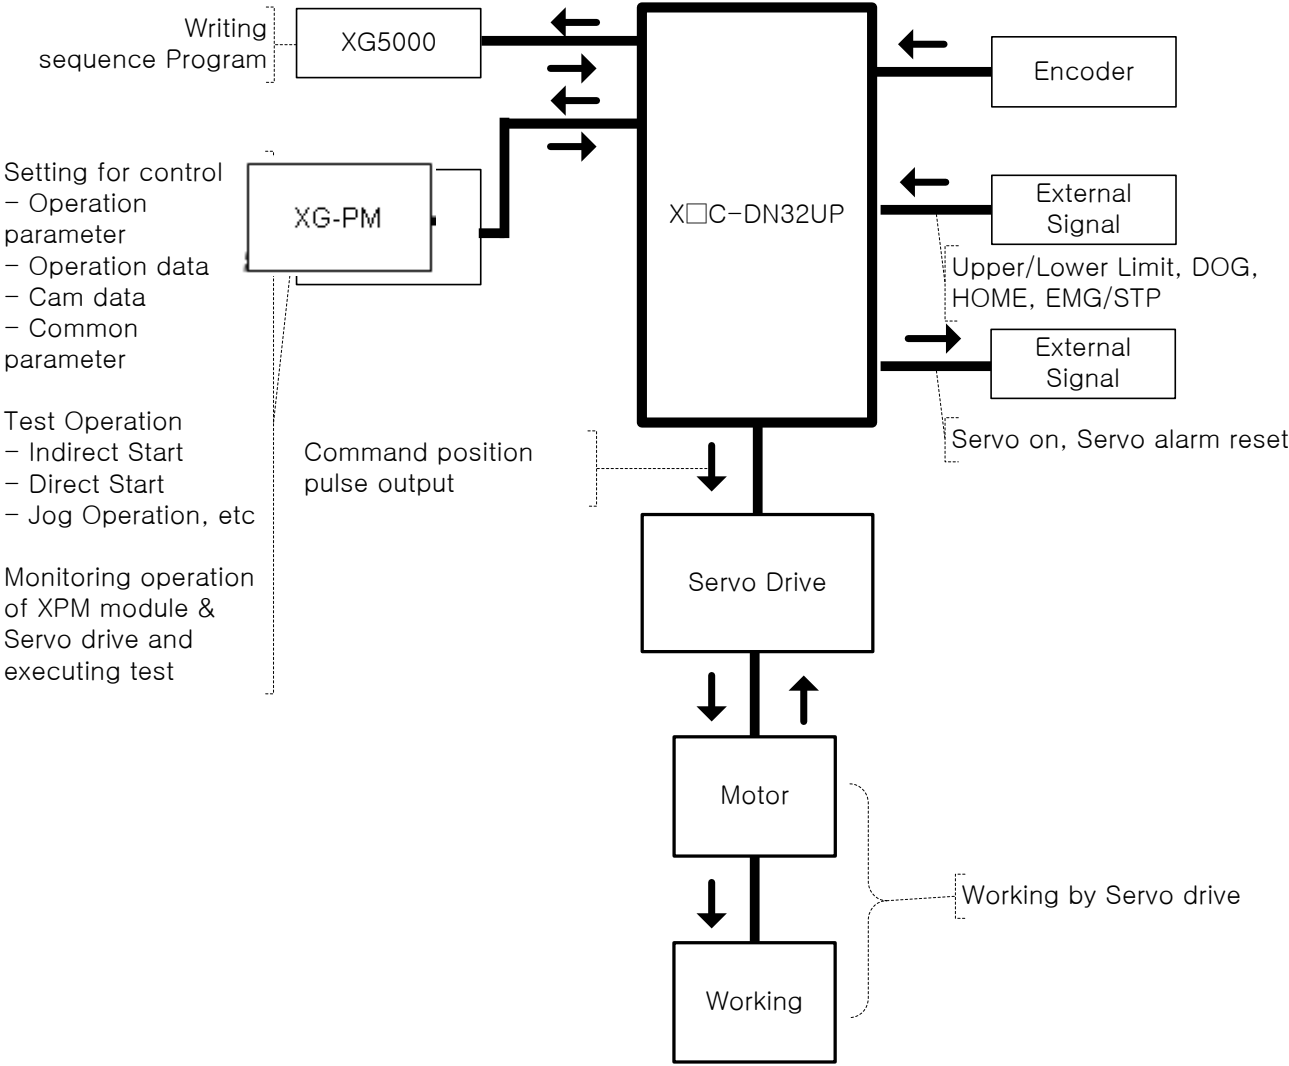 Writing
sequence Program
XG5000
Encoder
Setting for control
- Operation
parameter
- Operation data
- Cam data
- Common
parameter
XG-PM
X□C-DN32UP
External
Signal
Upper/Lower Limit, DOG,
HOME, EMG/STP
External
Signal
Servo on, Servo alarm reset
Test Operation
- Indirect Start
- Direct Start
- Jog Operation, etc
Command position
pulse output
Monitoring operation
of XPM module &
Servo drive and
executing test
Servo Drive
Motor
Working by Servo drive
Working